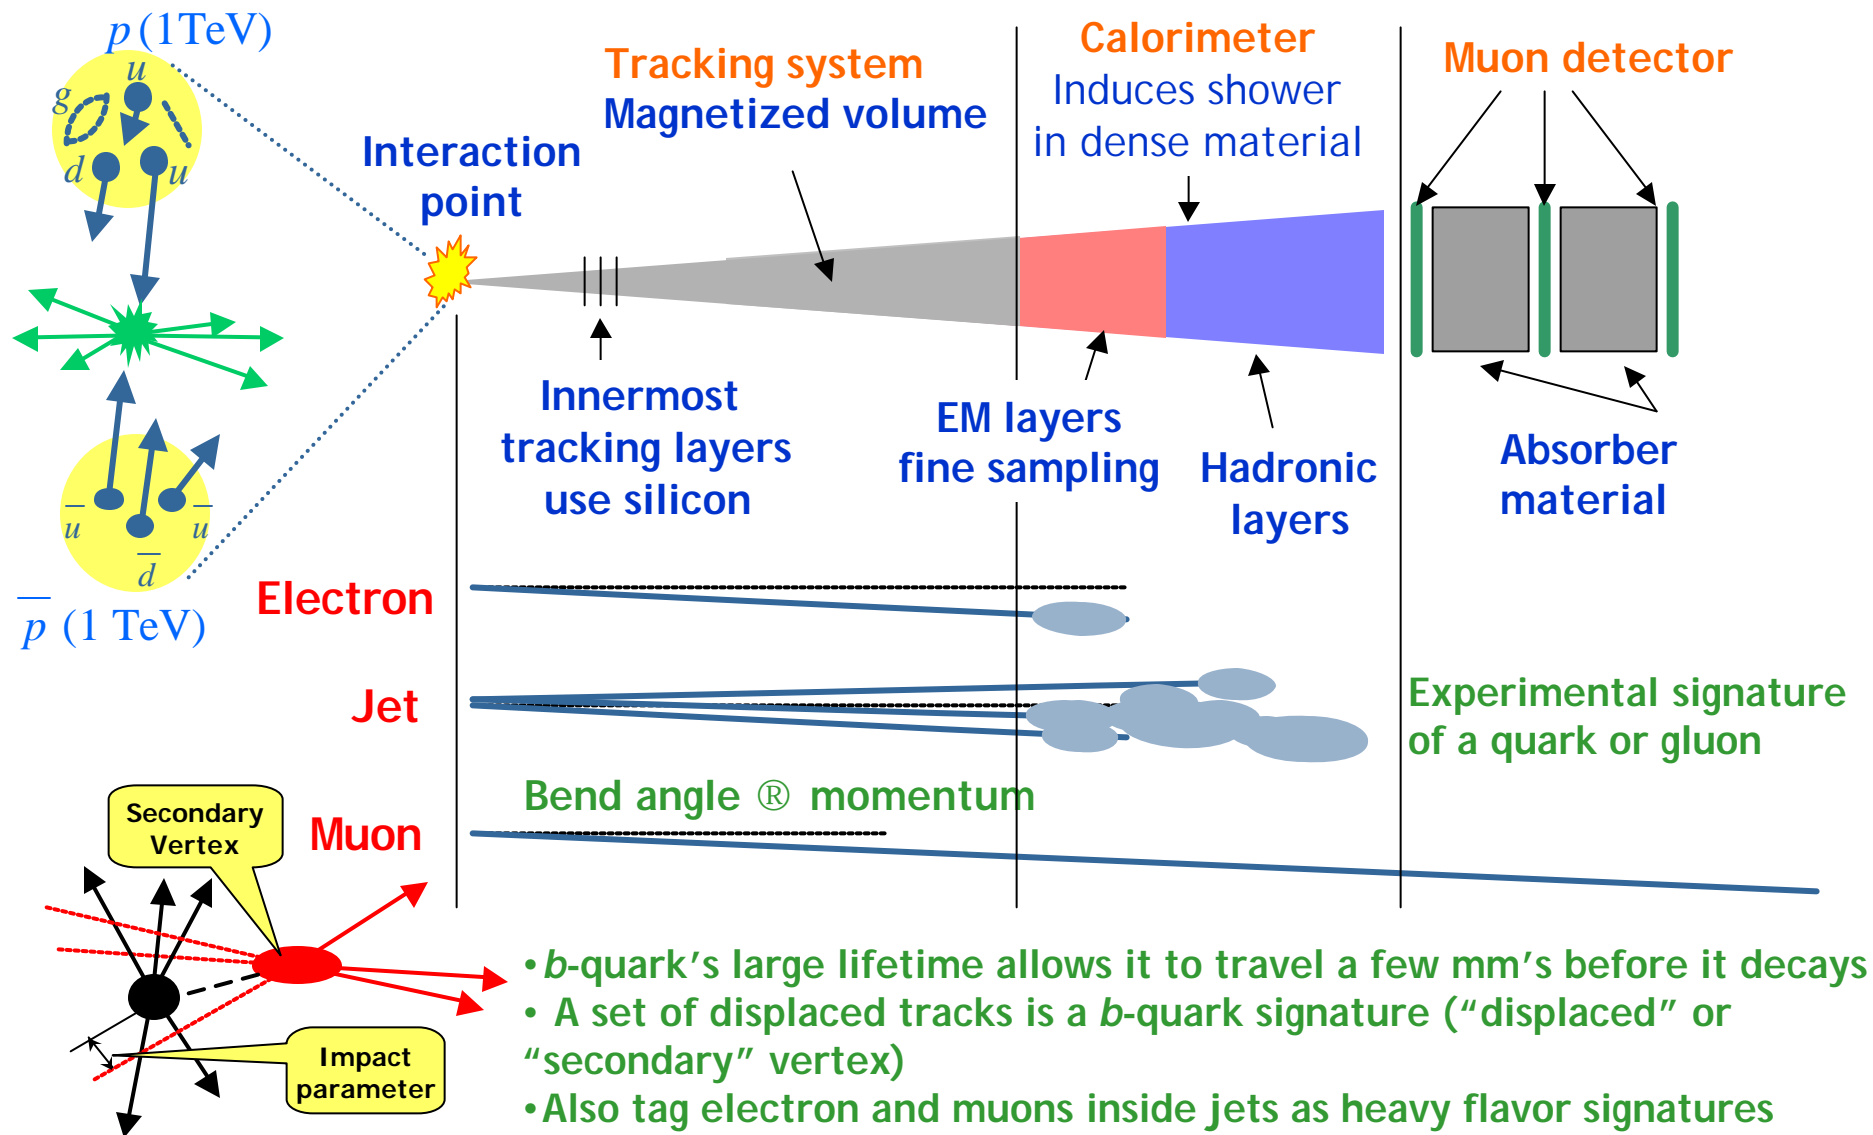 p (1TeV)
u
g
d
u
Interaction
point
Tracking system
Magnetized volume
Calorimeter
Induces shower
in dense material
Muon detector
Innermost
tracking layers
use silicon
EM layers
fine sampling
Hadronic
layers
Absorber
material
u̅
d̅
u̅
p̅ (1 TeV)
Electron
Jet
Experimental signature
of a quark or gluon
Bend angle ® momentum
Muon
Secondary
Vertex
Impact
parameter
•b-quark’s large lifetime allows it to travel a few mm’s before it decays
• A set of displaced tracks is a b-quark signature (“displaced” or
“secondary” vertex)
•Also tag electron and muons inside jets as heavy flavor signatures